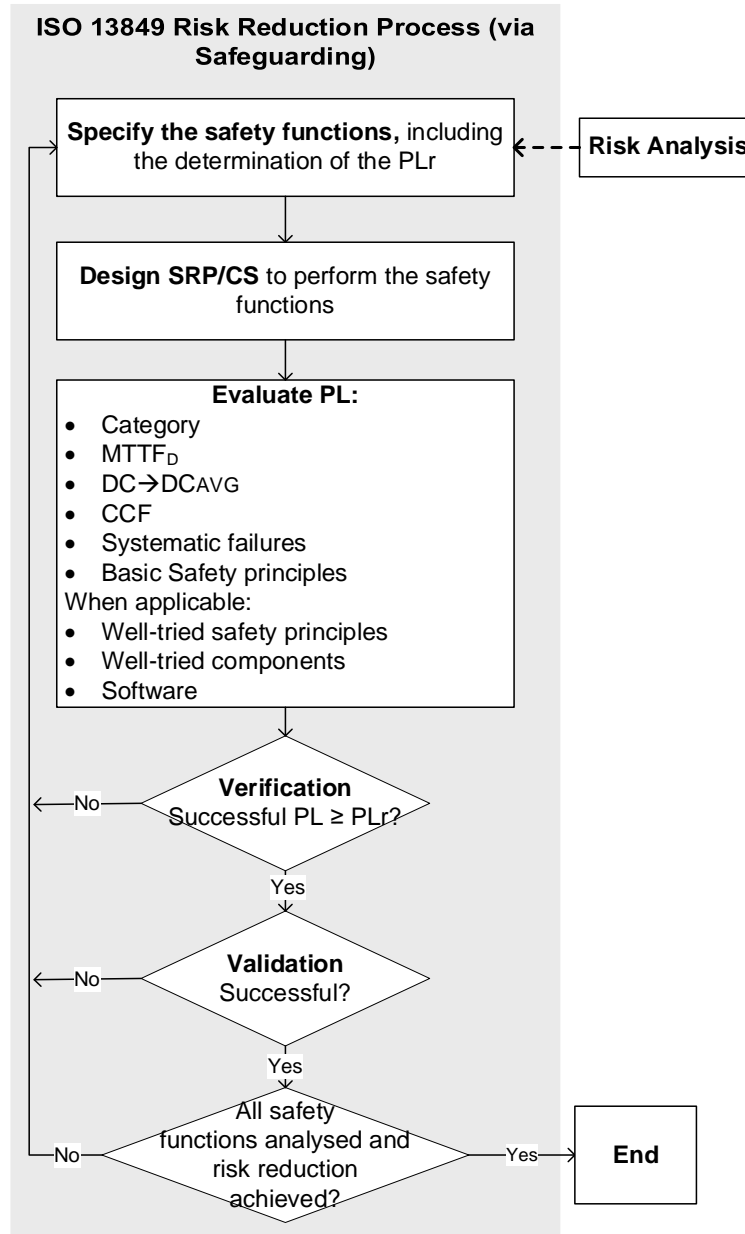 ISO 13849 Risk Reduction Process (via
Safeguarding)
Specify the safety functions, including
the determination of the PLr
Risk Analysis
Design SRP/CS to perform the safety
functions
Evaluate PL:
• Category
• MTTFD
• DC→DCAVG
• CCF
• Systematic failures
• Basic Safety principles
When applicable:
• Well-tried safety principles
• Well-tried components
• Software
Verification
Successful PL ≥ PLr?
No
Yes
Validation
Successful?
No
Yes
All safety
functions analysed and
risk reduction
achieved?
No
Yes
End